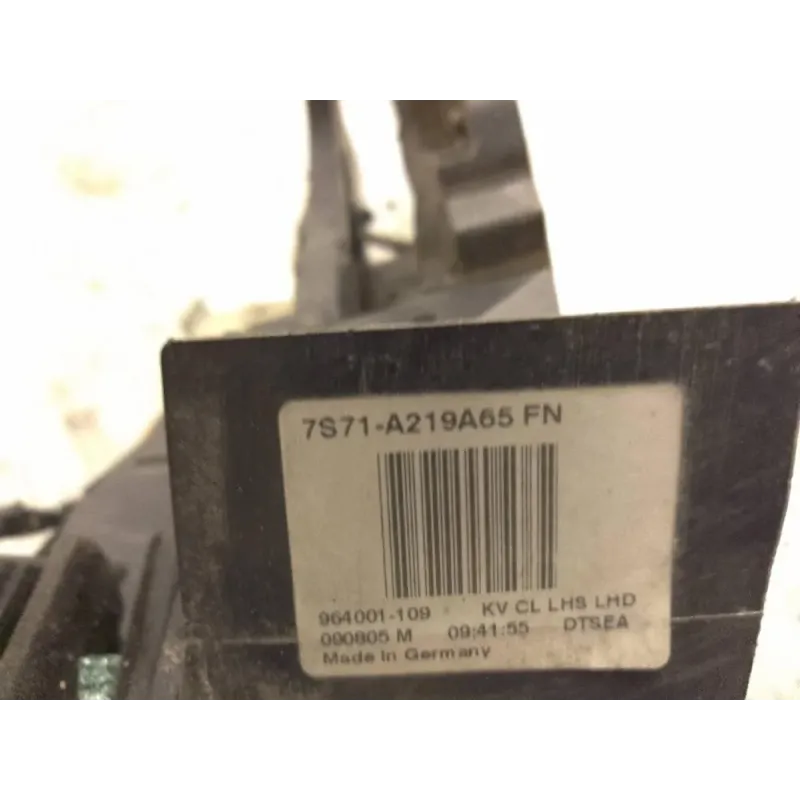 7S71-A219A65 FN
964001-109 KV CL LHS LHD
090805 M 09:41:55 DTSEA
Made in Germany